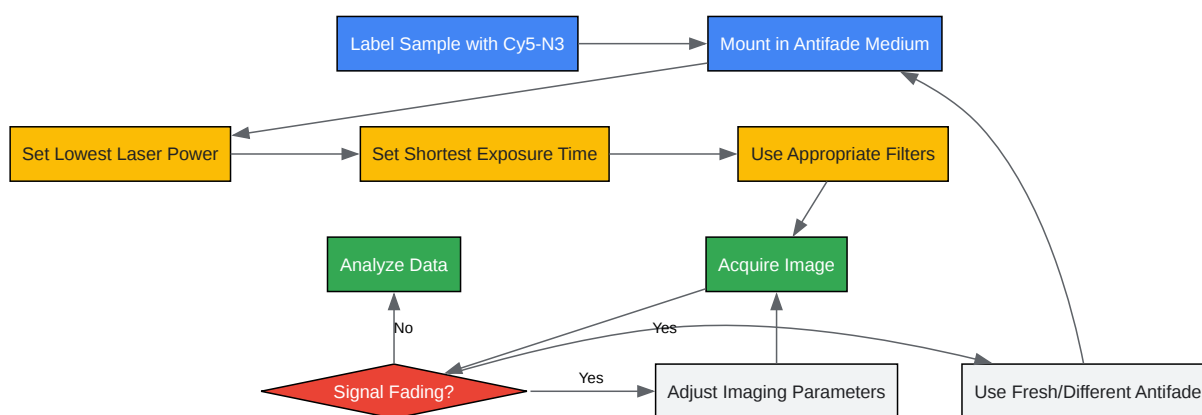 Label Sample with Cy5-N3
Mount in Antifade Medium
Set Lowest Laser Power
Set Shortest Exposure Time
Use Appropriate Filters
Analyze Data
Acquire Image
No
Yes
Signal Fading?
Yes
Adjust Imaging Parameters
Use Fresh/Different Antifade